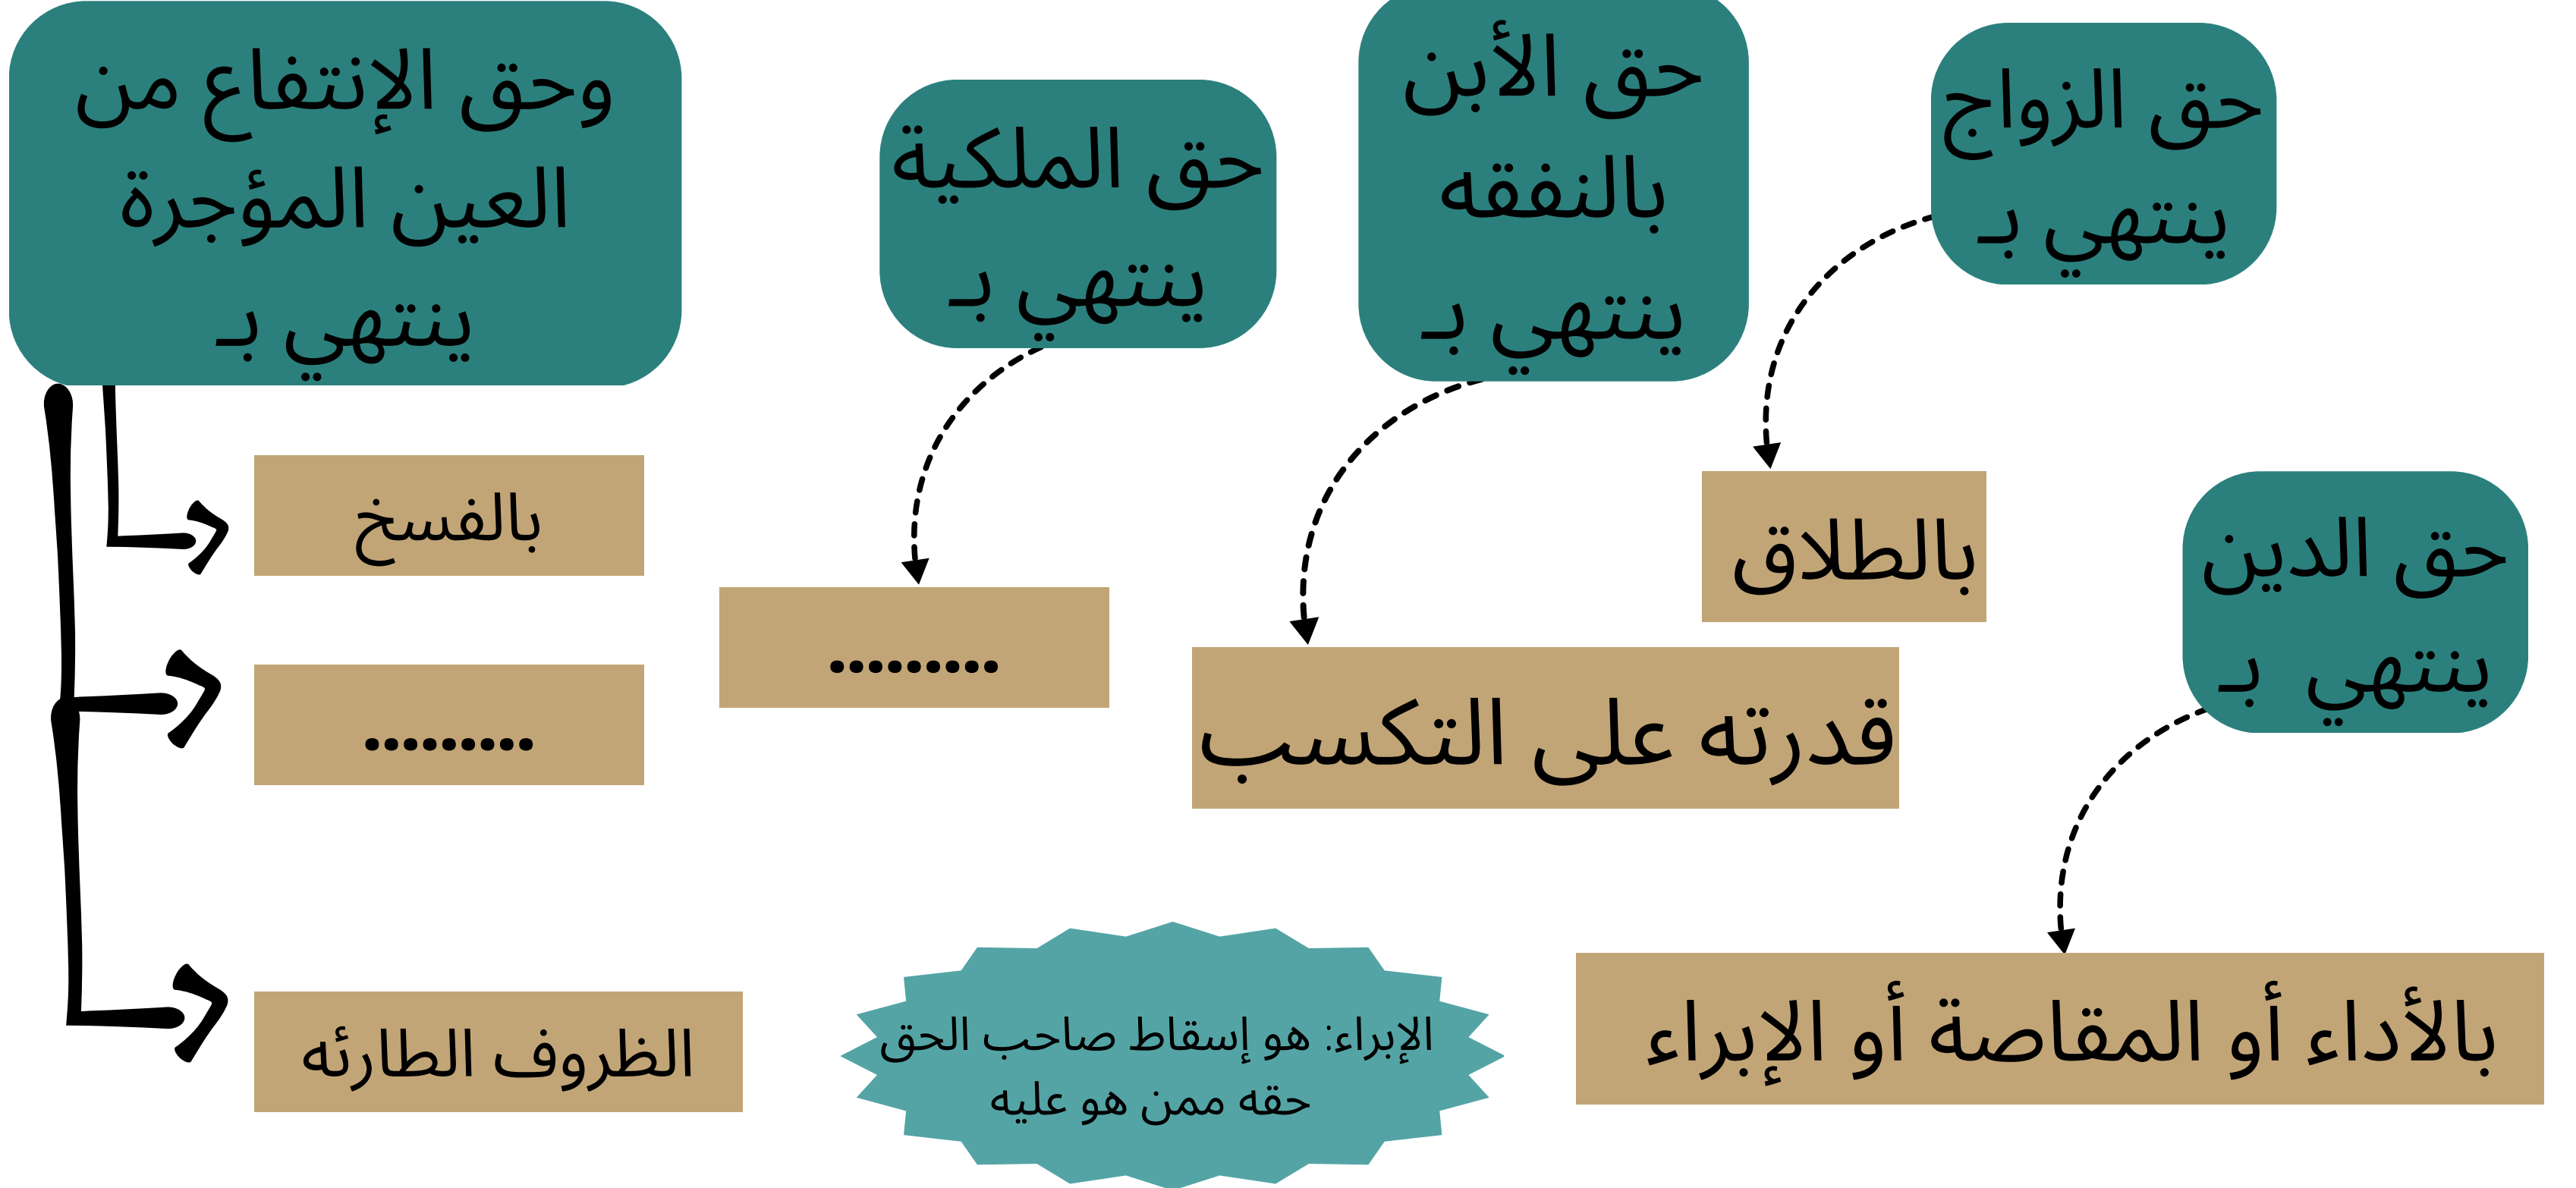 حق الزواج
ينتهي بـ
بالطلاق
حق الأبن
بالنفقه
ينتهي بـ
قدرته على التكسب
حق الملكية
ينتهي بـ
.........
وحق الإنتفاع من
العين المؤجرة
ينتهي بـ
بالفسخ
.........
الظروف الطارئه
حق الدين
ينتهي بـ
بالأداء أو المقاصة أو الإبراء
الإبراء: هو إسقاط صاحب الحق
حقه ممن هو عليه